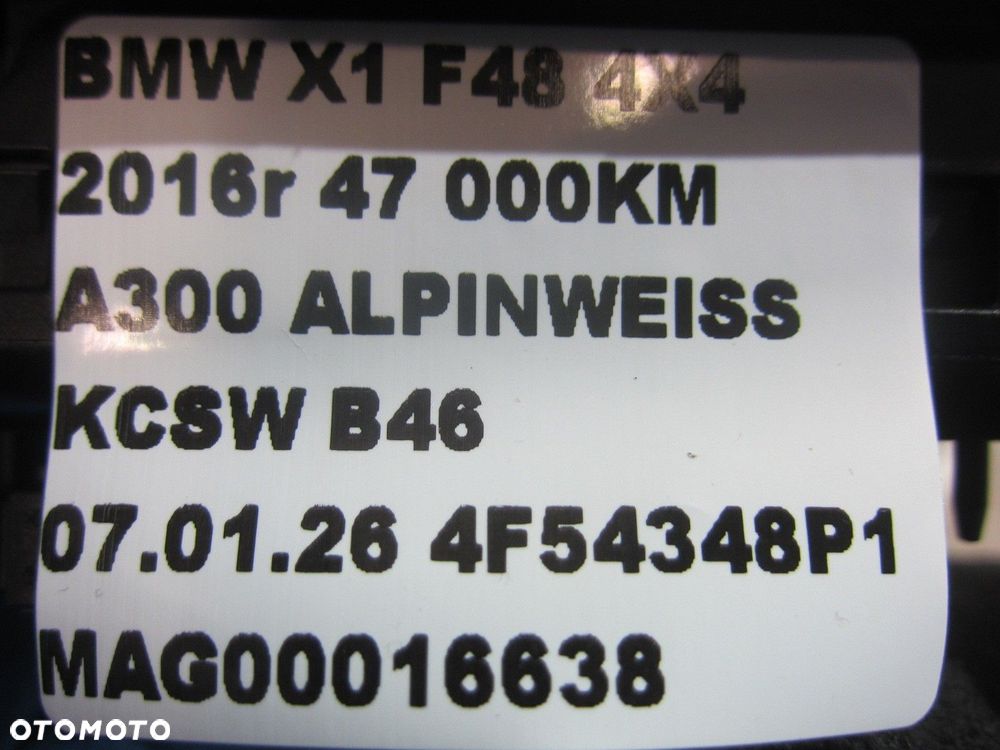 BMW X1 F48 4X4
2016r 47 000KM
A300 ALPINWEISS
KCSW B46
07.01.26 4F54348P1
MAG00016638
OTOMOTO